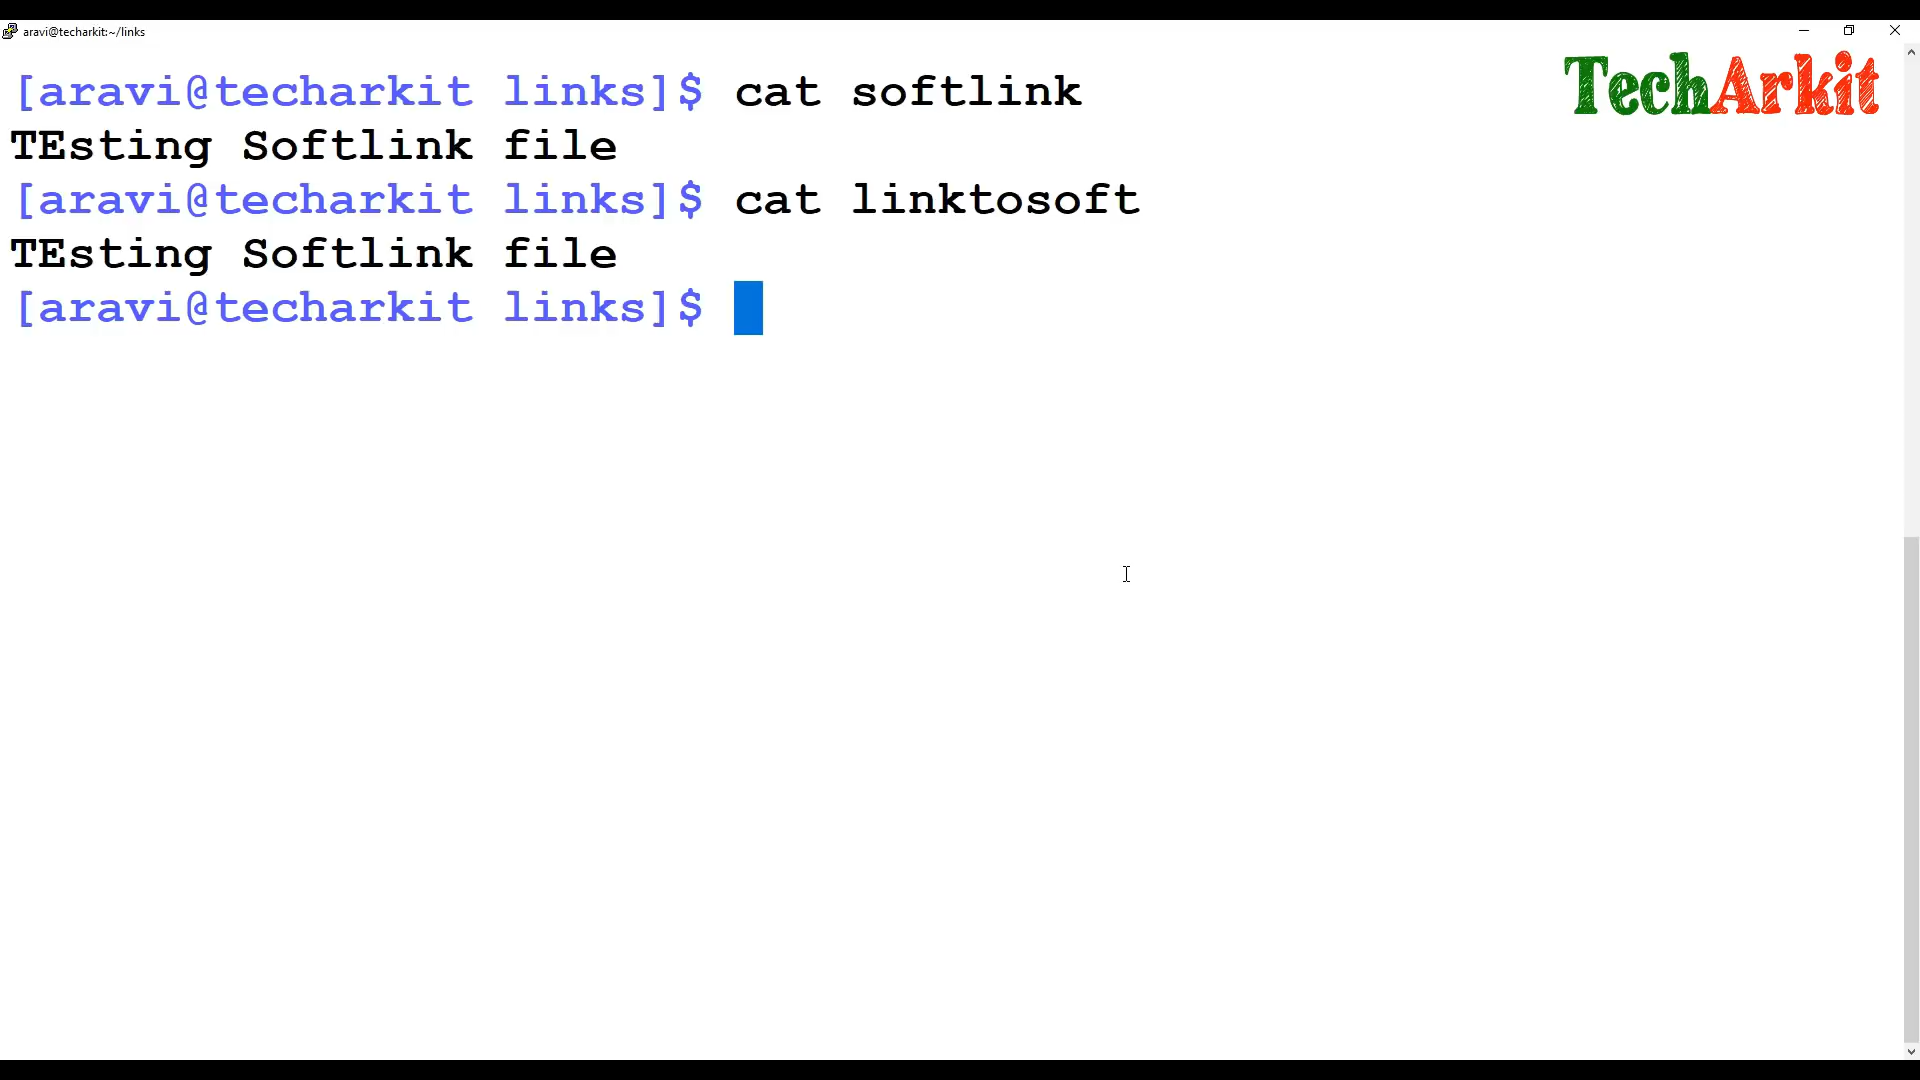 aravi@techarkit:~/links
TechArkit
[aravi@techarkit links]$ cat softlink
TEsting Softlink file
[aravi@techarkit links]$ cat linktosoft
TEsting Softlink file
[aravi@techarkit links]$